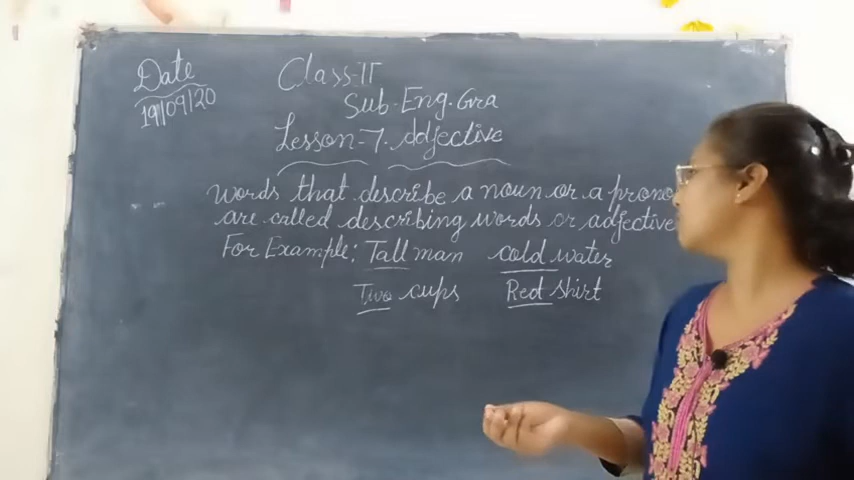 Date
19/09/20
Class-II
Sub-Eng.Gra
Lesson-7. Adjective
words that describe a noun or a prono
are called describing words or adjective
For Example: Tall man cold water
Two cups Red shirt